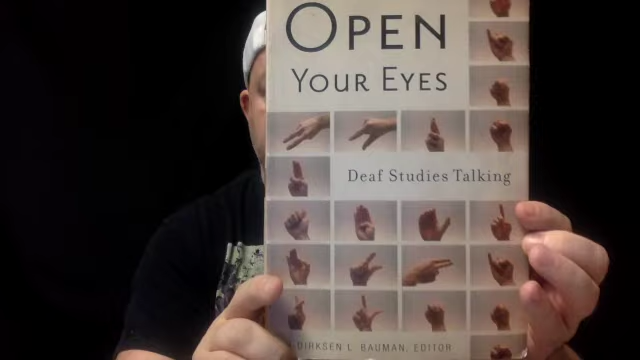 OPEN
YOUR EYES
Deaf Studies Talking
DIRKSEN L. BAUMAN, EDITOR